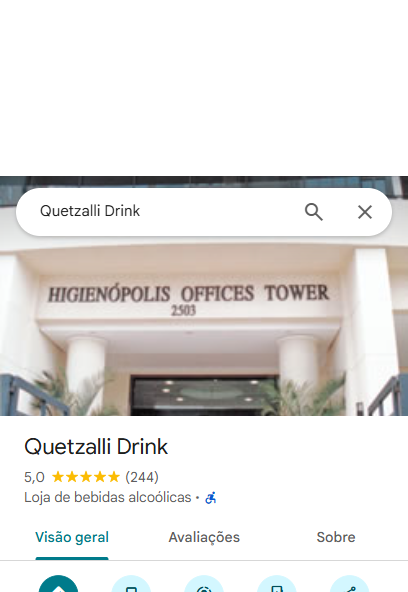 Quetzalli Drink
HIGIENÓPOLIS OFFICES TOWER
2503
Quetzalli Drink
5,0 ★★★★★ (244)
Loja de bebidas alcoólicas •
Visão geral Avaliações Sobre